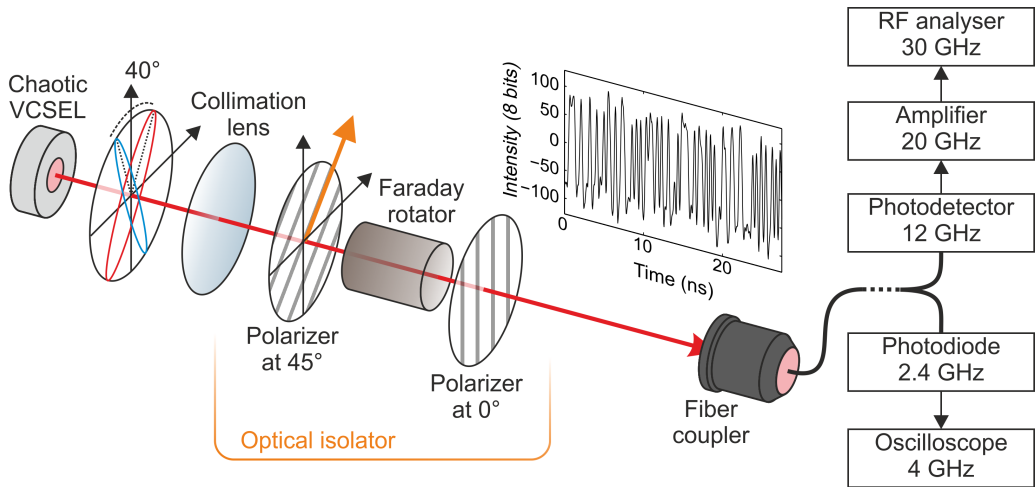 Chaotic
VCSEL
40°
Collimation
lens
Polarizer
at 45°
Faraday
rotator
Polarizer
at 0°
Optical isolator
Intensity (8 bits)
100
50
0
−50
−100
0
10
20
Time (ns)
Fiber
coupler
RF analyser
30 GHz
Amplifier
20 GHz
Photodetector
12 GHz
Photodiode
2.4 GHz
Oscilloscope
4 GHz